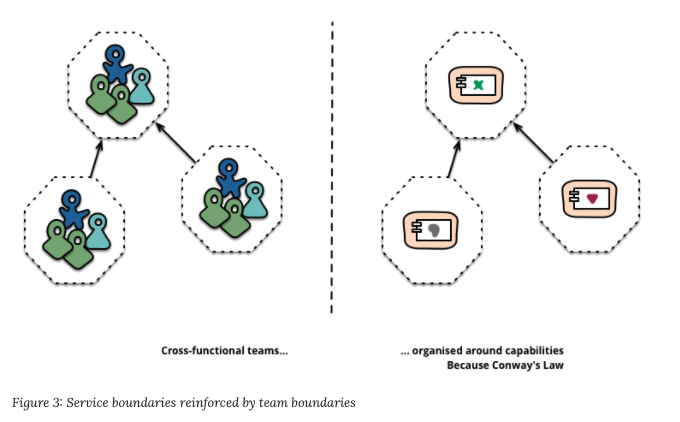 Cross-functional teams...
... organised around capabilities
Because Conway's Law
Figure 3: Service boundaries reinforced by team boundaries